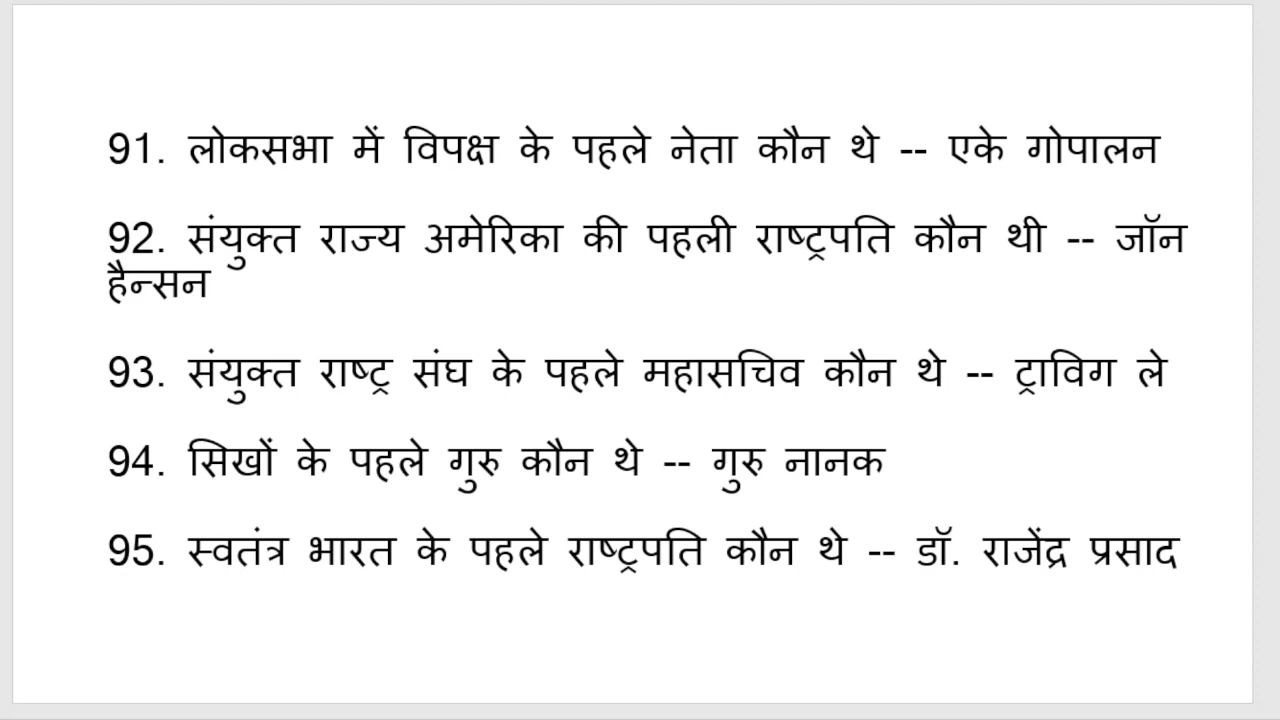 91. लोकसभा में विपक्ष के पहले नेता कौन थे -- एके गोपालन
92. संयुक्त राज्य अमेरिका की पहली राष्ट्रपति कौन थी -- जॉन
हैन्सन
93. संयुक्त राष्ट्र संघ के पहले महासचिव कौन थे -- ट्राविग ले
94. सिखों के पहले गुरु कौन थे -- गुरु नानक
95. स्वतंत्र भारत के पहले राष्ट्रपति कौन थे -- डॉ. राजेंद्र प्रसाद